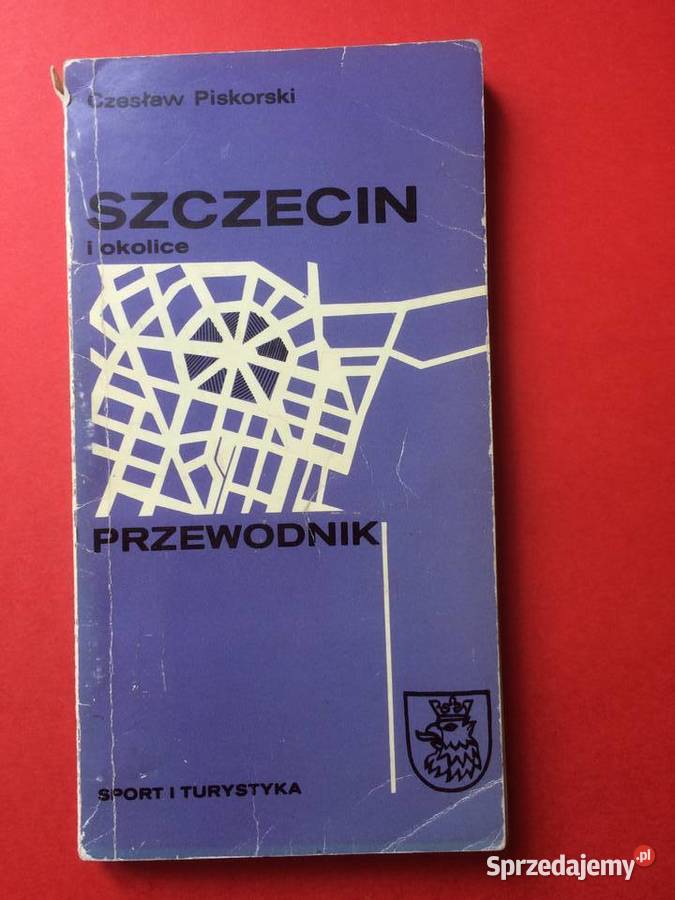 Czesław Piskorski
SZCZECIN
i okolice
PRZEWODNIK
SPORT I TURYSTYKA
Sprzedajemy.pl